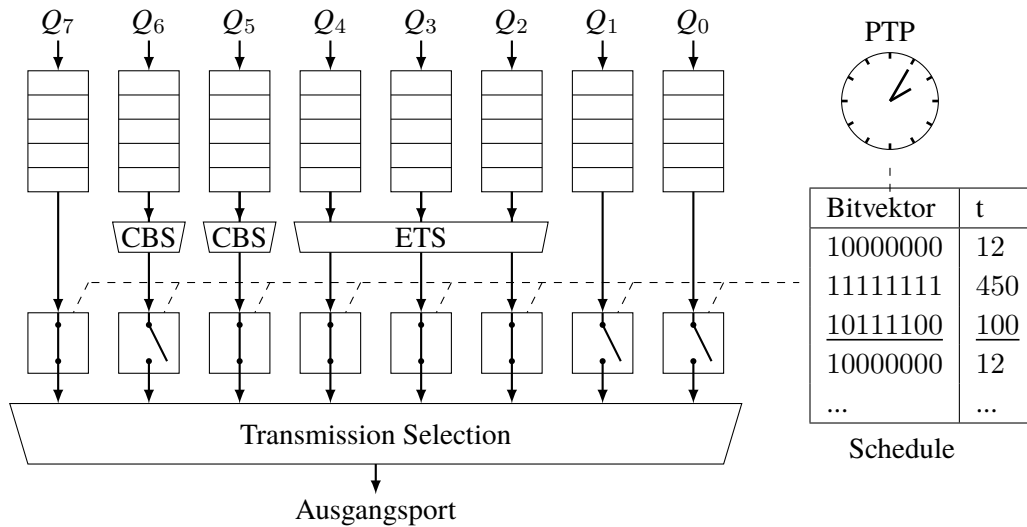 Q7 Q6 Q5 Q4 Q3 Q2 Q1 Q0
PTP
CBS CBS ETS
Bitvektor t
10000000 12
11111111 450
10111100 100
10000000 12
... ...
Schedule
Transmission Selection
Ausgangsport